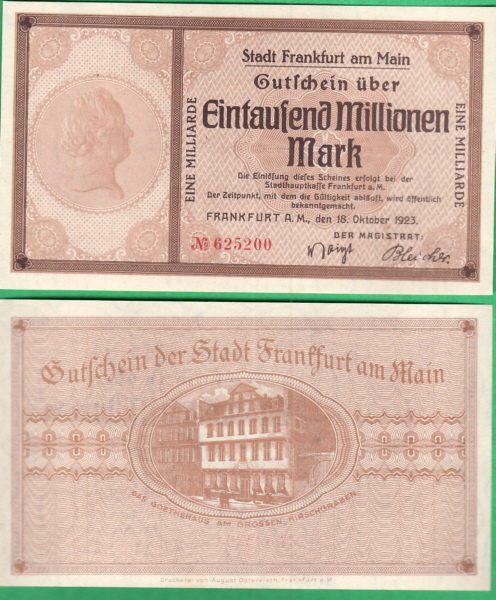 Stadt Frankfurt am Main
Gutschein über
Eintausend Millionen
Mark
EINE MILLIARDE
EINE MILLIARDE
Die Einlösung dieses Scheines erfolgt bei der
Stadthauptkasse Frankfurt a. M.
Der Zeitpunkt, mit dem die Gültigkeit abläuft, wird öffentlich
bekanntgemacht.
FRANKFURT A. M., den 18. Oktober 1923.
DER MAGISTRAT:
№ 625200
Voigt Bleicher
Gutschein der Stadt Frankfurt am Main
DAS GOETHEHAUS AM GROSSEN HIRSCHGRABEN
Druckerei von August Osterrieth, Frankfurt a. M.